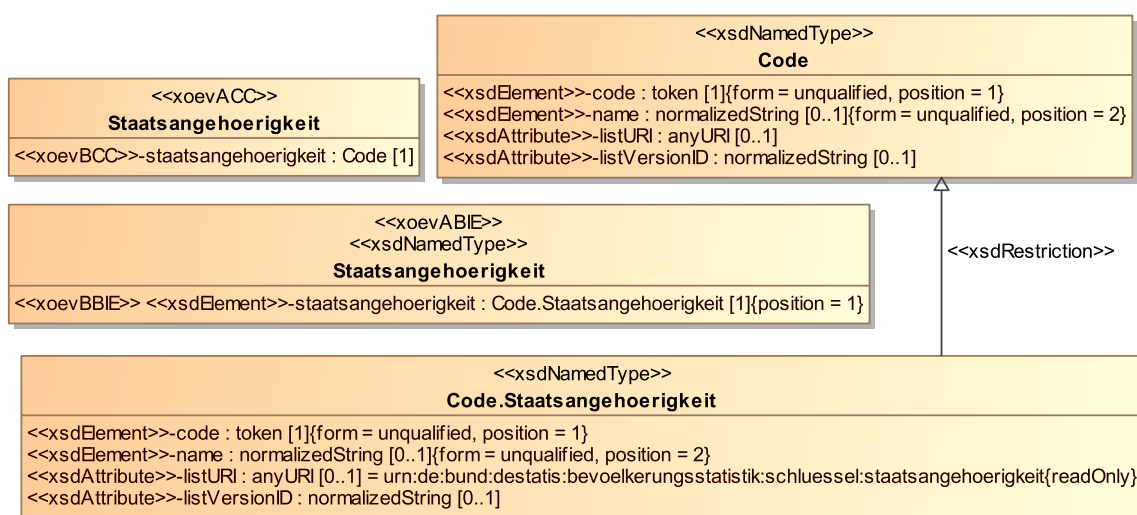 <<xsdNamedType>>
Code
<<xsdElement>>-code : token [1]{form = unqualified, position = 1}
<<xsdElement>>-name : normalizedString [0..1]{form = unqualified, position = 2}
<<xsdAttribute>>-listURI : anyURI [0..1]
<<xsdAttribute>>-listVersionID : normalizedString [0..1]
<<xoevACC>>
Staatsangehoerigkeit
<<xoevBCC>>-staatsangehoerigkeit : Code [1]
<<xoevABIE>>
<<xsdNamedType>>
Staatsangehoerigkeit
<<xoevBBIE>> <<xsdElement>>-staatsangehoerigkeit : Code.Staatsangehoerigkeit [1]{position = 1}
<<xsdRestriction>>
<<xsdNamedType>>
Code.Staatsangehoerigkeit
<<xsdElement>>-code : token [1]{form = unqualified, position = 1}
<<xsdElement>>-name : normalizedString [0..1]{form = unqualified, position = 2}
<<xsdAttribute>>-listURI : anyURI [0..1] = urn:de:bund:destatis:bevoelkerungsstatistik:schluessel:staatsangehoerigkeit{readOnly}
<<xsdAttribute>>-listVersionID : normalizedString [0..1]